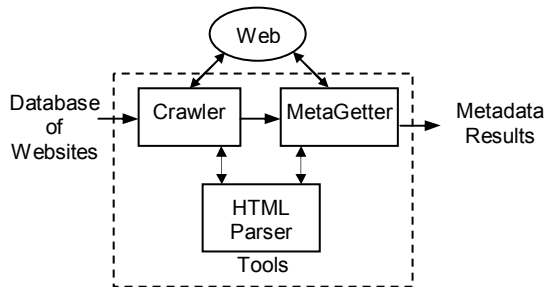 Web
Database
of
Websites
Crawler
MetaGetter
Metadata
Results
HTML
Parser
Tools